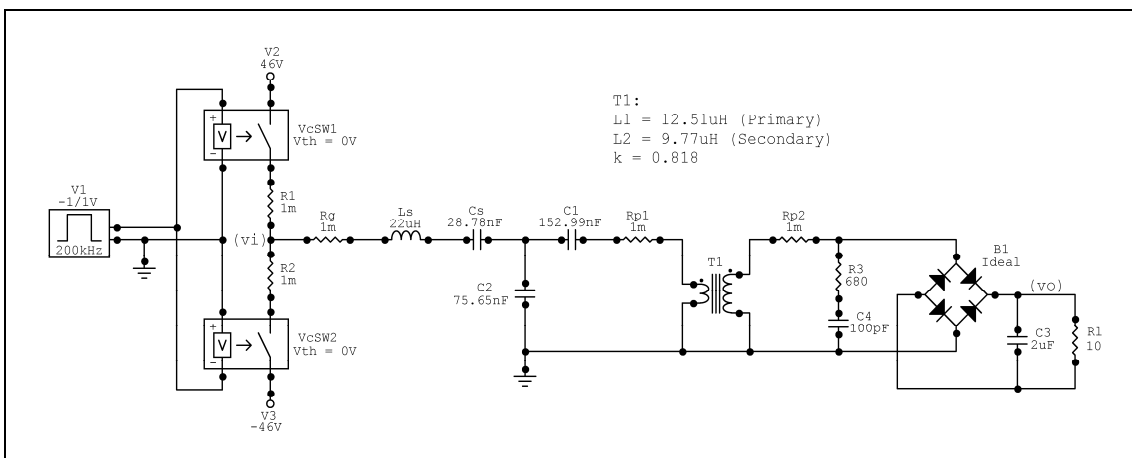 V2
46V
VcSW1
Vth = 0V
T1:
L1 = 12.51uH (Primary)
L2 = 9.77uH (Secondary)
k = 0.818
V1
-1/1V
200kHz
V
+
-
R1
1m
(vi)
Rg
1m
Ls
22uH
Cs
28.78nF
C1
152.99nF
Rp1
1m
T1
Rp2
1m
R3
680
B1
Ideal
(vo)
R2
1m
C2
75.65nF
C4
100pF
C3
2uF
Rl
10
VcSW2
Vth = 0V
V
+
-
V3
-46V